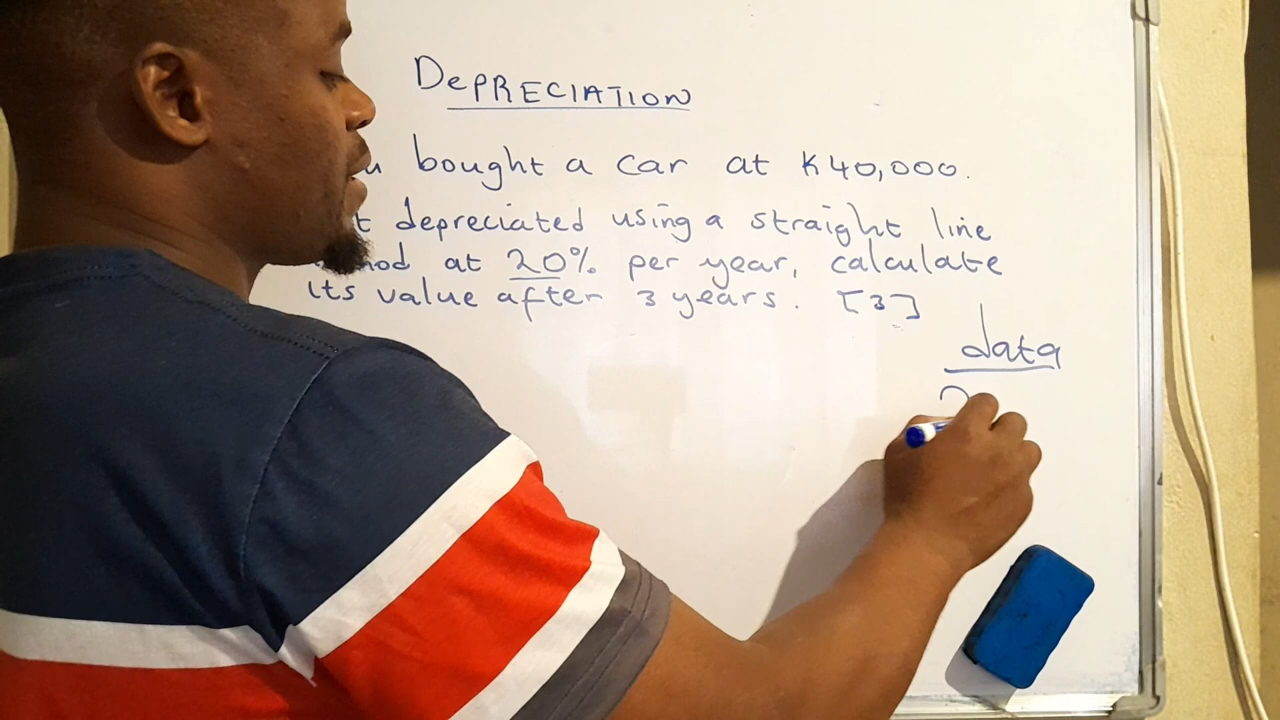 DePRECIATION
bought a car at K40,000.
depreciated using a straight line
at 20% per year, calculate
its value after 3 years. [3]
data